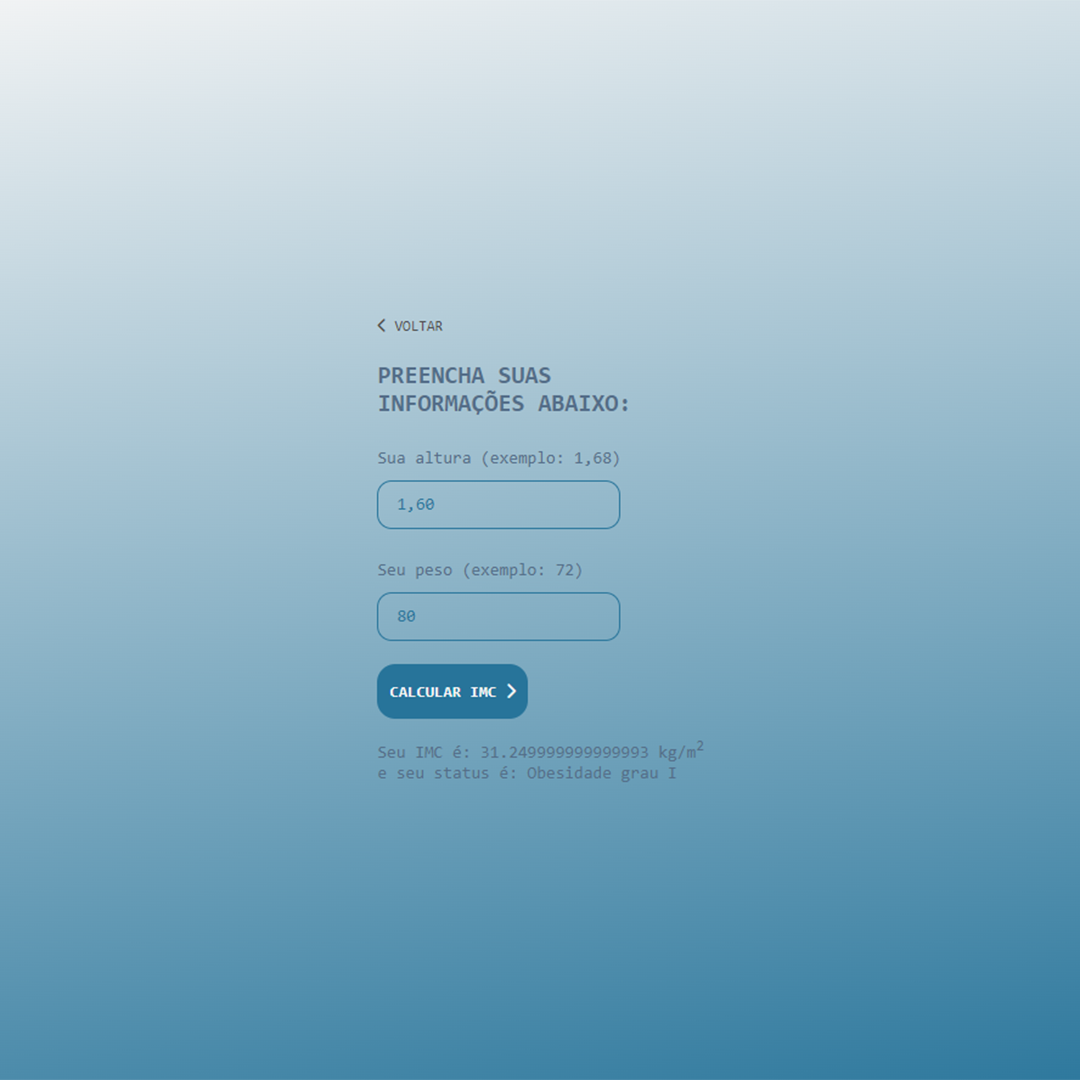 VOLTAR
PREENCHA SUAS
INFORMAÇÕES ABAIXO:
Sua altura (exemplo: 1,68)
1,60
Seu peso (exemplo: 72)
80
CALCULAR IMC
Seu IMC é: 31.249999999999993 kg/m²
e seu status é: Obesidade grau I